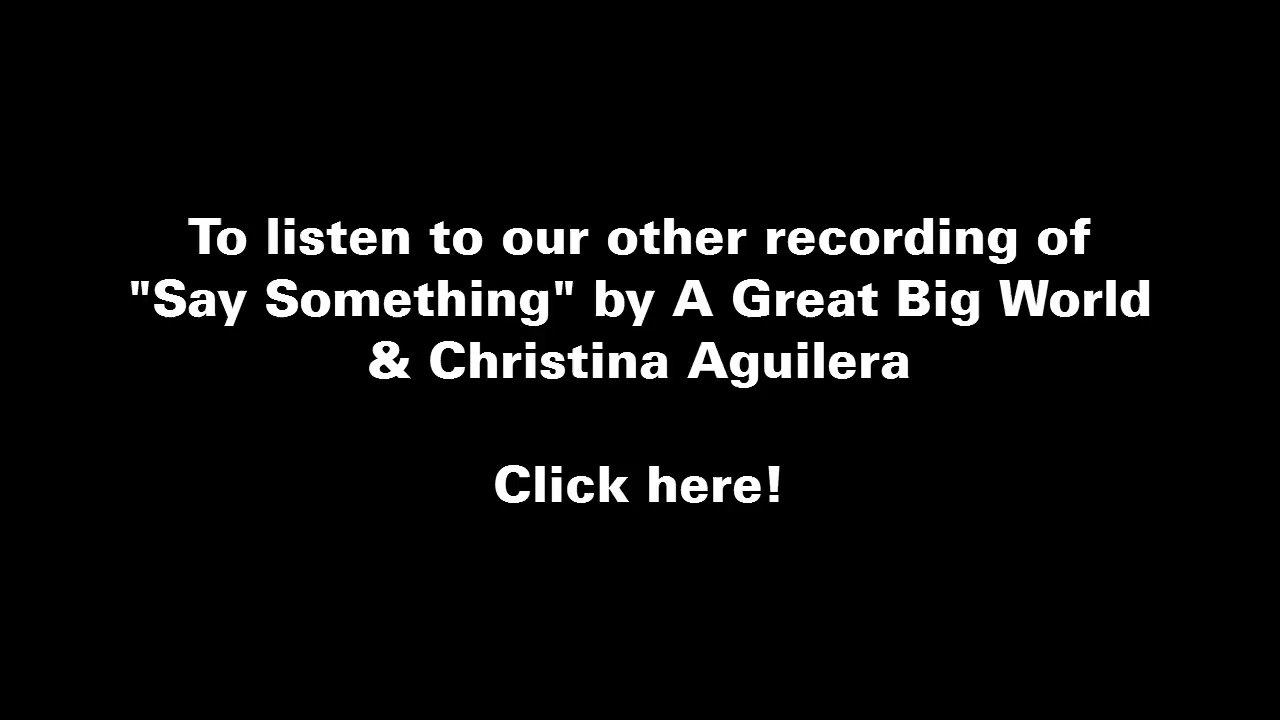 To listen to our other recording of
"Say Something" by A Great Big World
& Christina Aguilera
Click here!